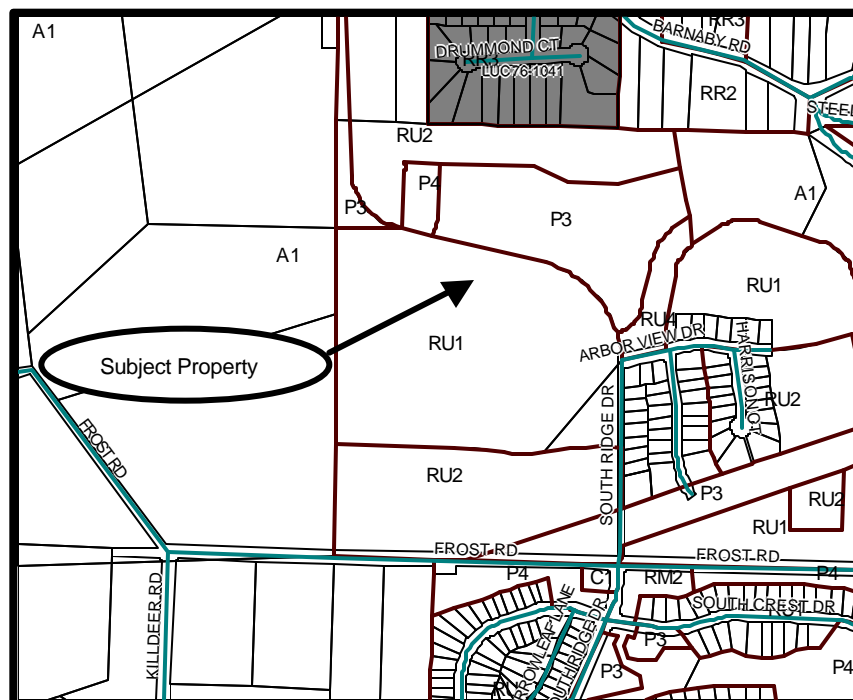 A1
RR3
BARNABY RD
DRUMMOND CT
LUC76-1041
RR2
RU2
P4
P3
P3
A1
A1
RU1
RU1
RU4
ARBOR VIEW DR
HARRISON CT
Subject Property
RU2
FROST RD
SOUTH RIDGE DR
RU2
P3
RU2
RU1
FROST RD
FROST RD
P4
C1
RM2
P4
KILLDEER RD
SOUTH CREST DR
P3
P3
P4